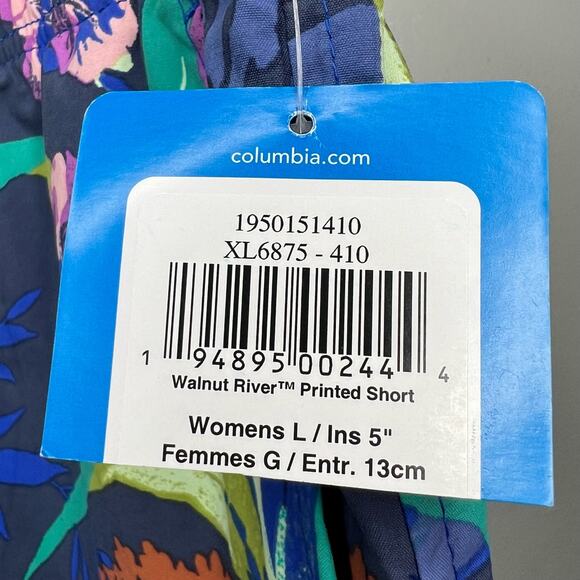 columbia.com
1950151410
XL6875 - 410
1 94895 00244 4
Walnut River™ Printed Short
Womens L / Ins 5"
Femmes G / Entr. 13cm